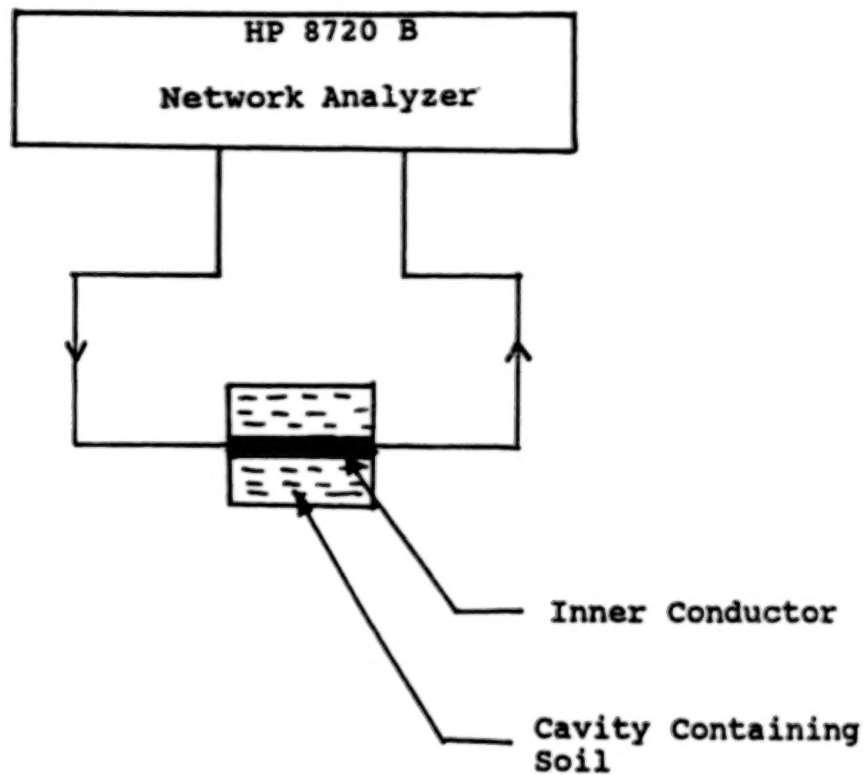 HP 8720 B
Network Analyzer
Inner Conductor
Cavity Containing
Soil